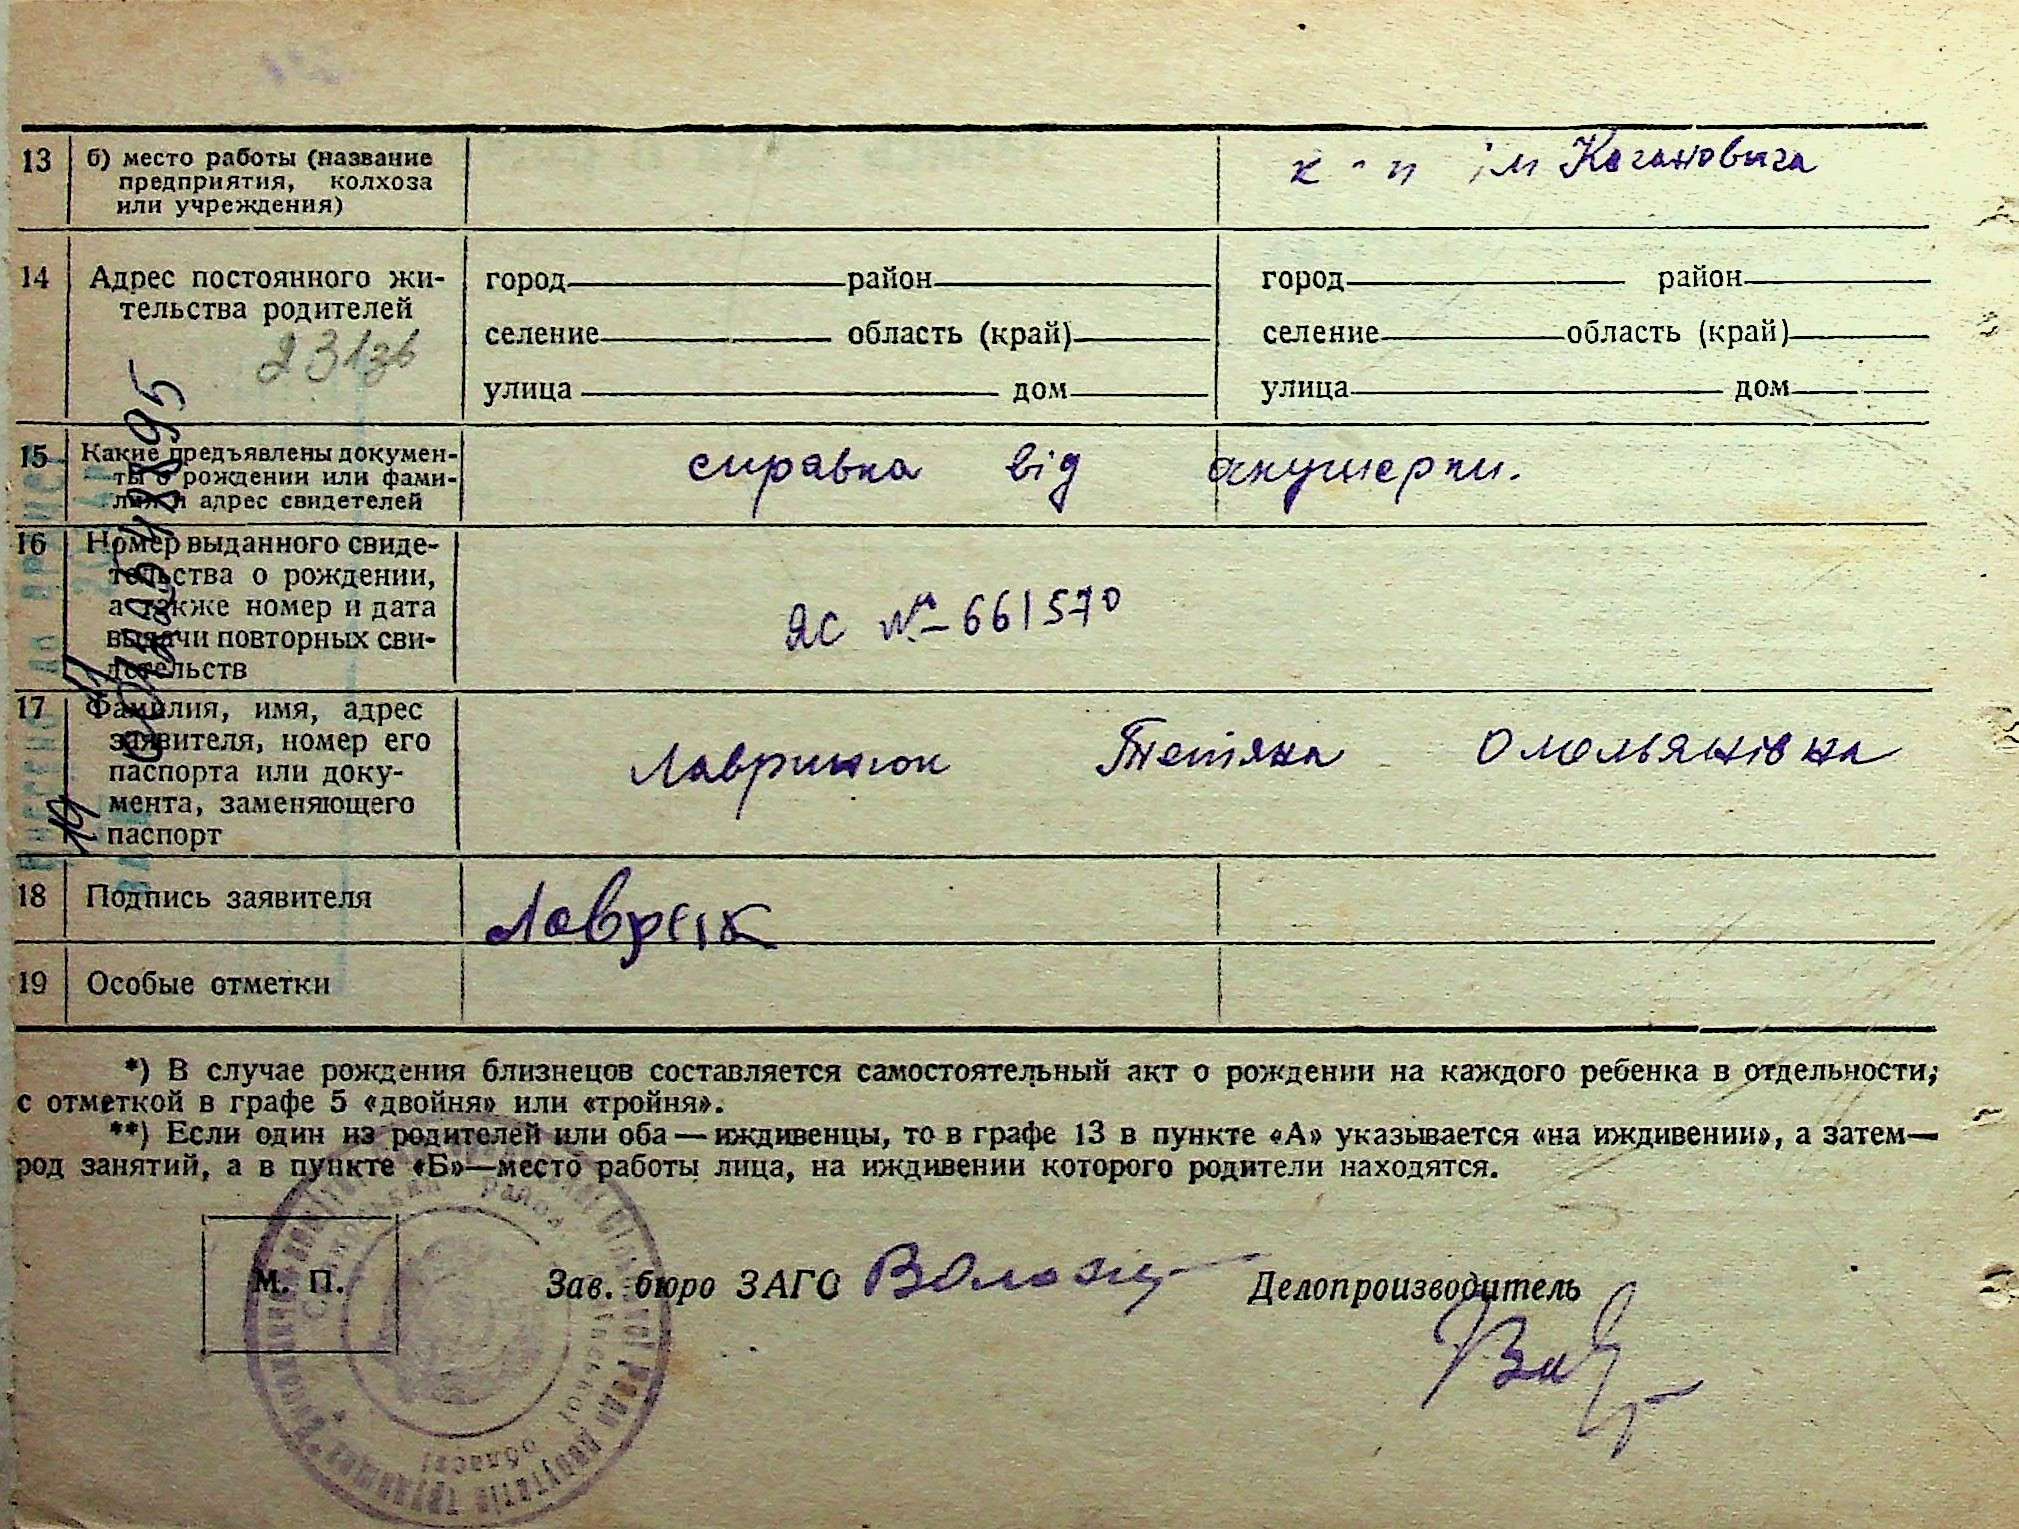 13 б) место работы (название
предприятия, колхоза
или учреждения)
к-п ім Кагановича
14 Адрес постоянного жи-
тельства родителей
город район город район
селение область (край) селение область (край)
улица дом улица дом
15 Какие предъявлены докумен-
ты о рождении или фами-
лия и адрес свидетелей
справка від акушерки.
16 Номер выданного свиде-
тельства о рождении,
а также номер и дата
выдачи повторных сви-
детельств
ЯС № 661570
17 Фамилия, имя, адрес
заявителя, номер его
паспорта или доку-
мента, заменяющего
паспорт
Лавринюк Тетяна Омельянівна
18 Подпись заявителя
19 Особые отметки
*) В случае рождения близнецов составляется самостоятельный акт о рождении на каждого ребенка в отдельности,
с отметкой в графе 5 «двойня» или «тройня».
**) Если один из родителей или оба — иждивенцы, то в графе 13 в пункте «А» указывается «на иждивении», а затем—
род занятий, а в пункте «Б»—место работы лица, на иждивении которого родители находятся.
М. П.
Зав. бюро ЗАГС
Делопроизводитель